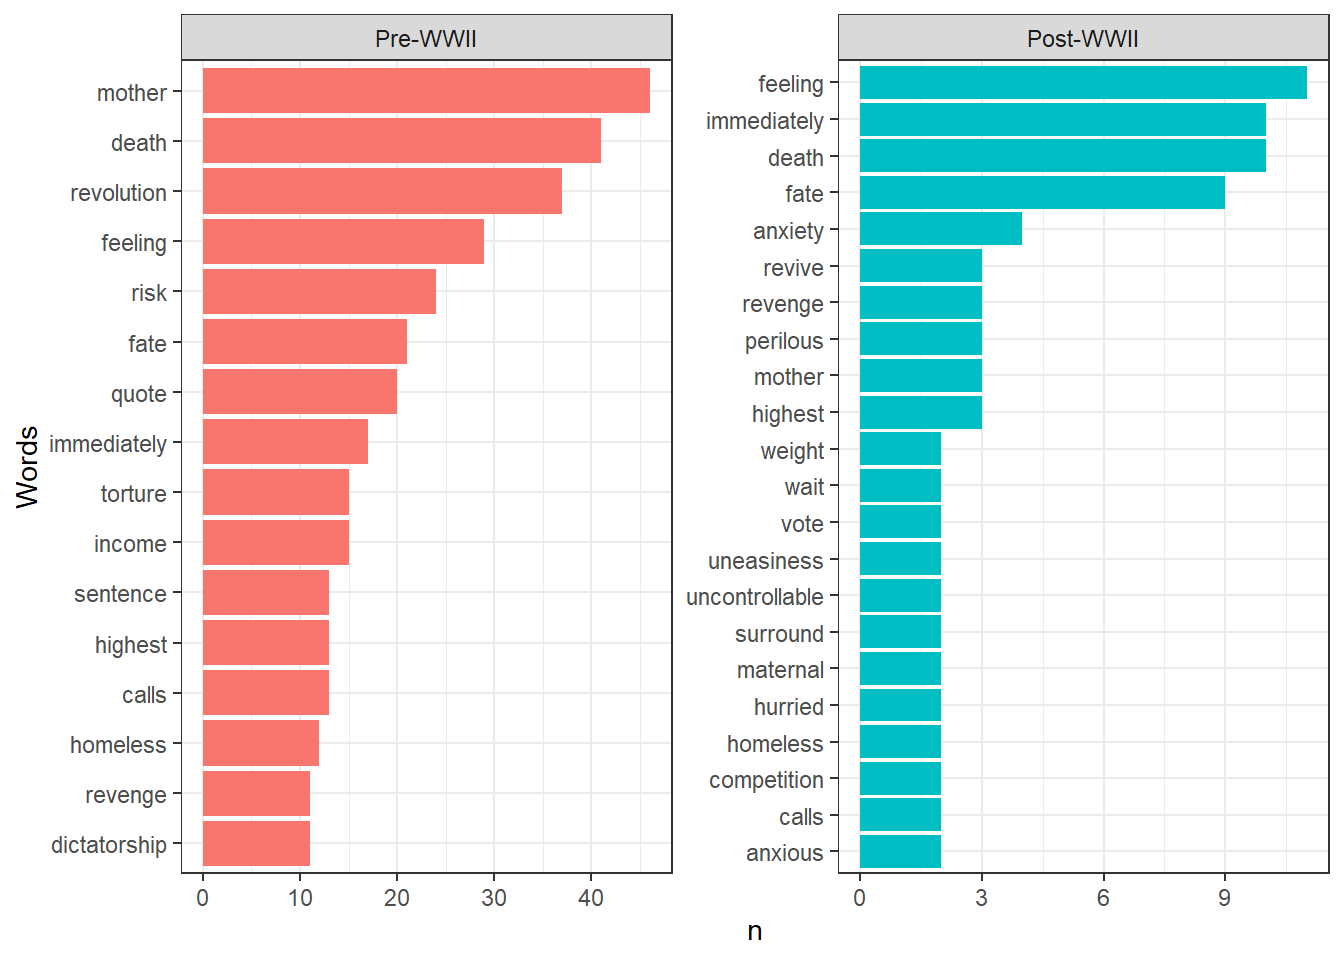 Pre-WWII
Post-WWII
Words
mother
death
revolution
feeling
risk
fate
quote
immediately
torture
income
sentence
highest
calls
homeless
revenge
dictatorship
0 10 20 30 40
feeling
immediately
death
fate
anxiety
revive
revenge
perilous
mother
highest
weight
wait
vote
uneasiness
uncontrollable
surround
maternal
hurried
homeless
competition
calls
anxious
0 3 6 9
n